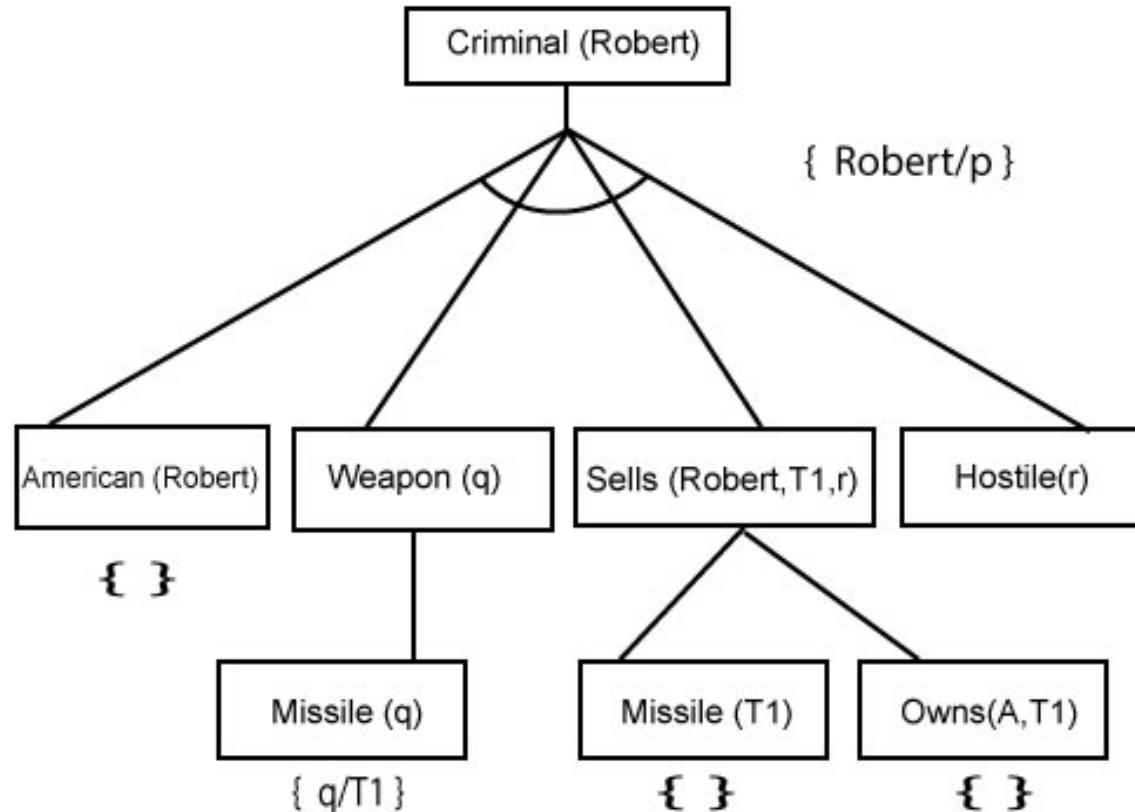 Criminal (Robert)
{ Robert/p }
American (Robert)
Weapon (q)
Sells (Robert,T1,r)
Hostile(r)
{ }
Missile (q)
Missile (T1)
Owns(A,T1)
{ q/T1 }
{ }
{ }